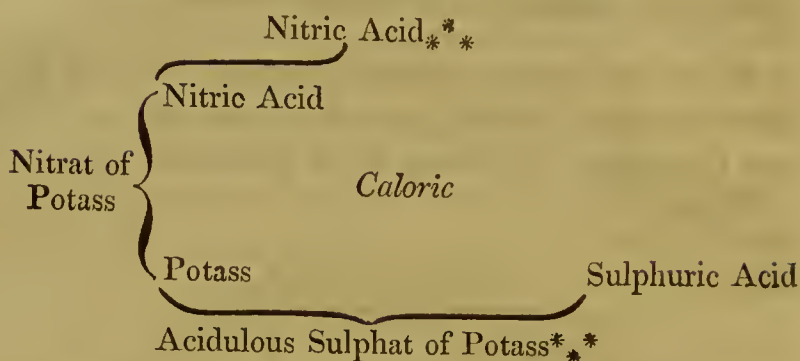 Nitric Acid⁎*⁎
Nitric Acid
Nitrat of
Potass
Caloric
Potass
Sulphuric Acid
Acidulous Sulphat of Potass*⁎*